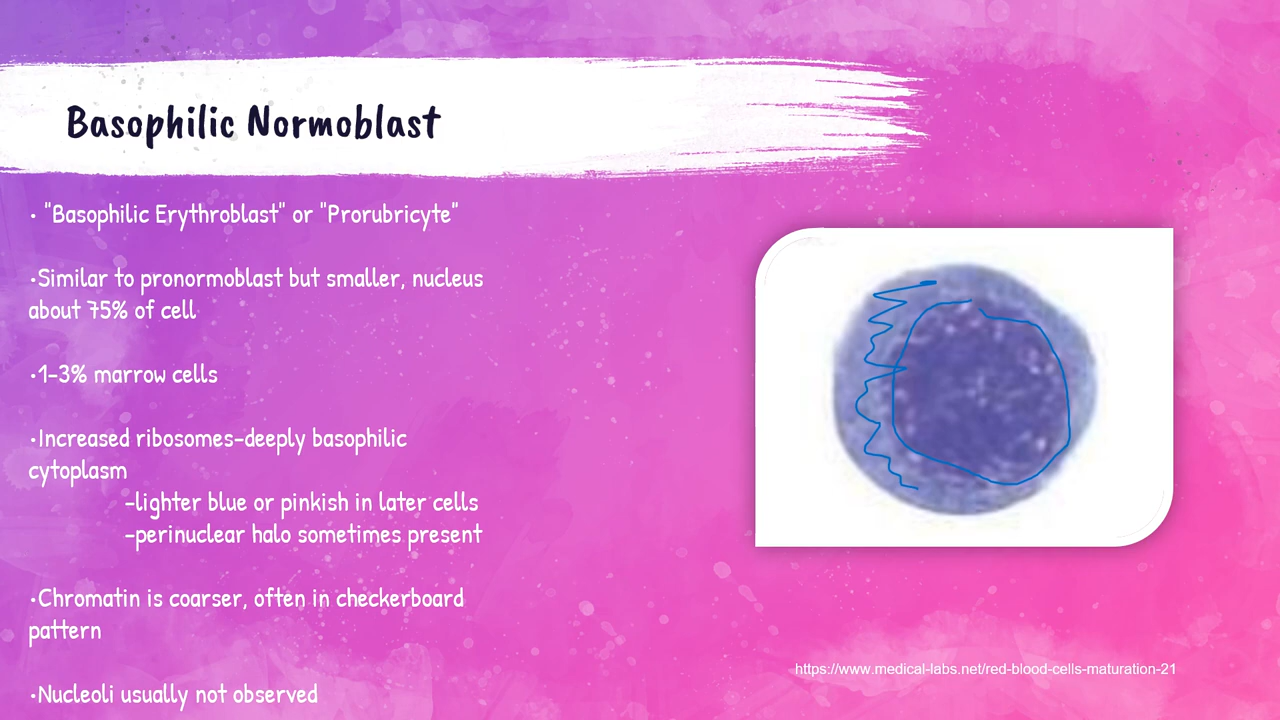 Basophilic Normoblast
• "Basophilic Erythroblast" or "Prorubricyte"
•Similar to pronormoblast but smaller, nucleus
about 75% of cell
•1-3% marrow cells
•Increased ribosomes-deeply basophilic
cytoplasm
-lighter blue or pinkish in later cells
-perinuclear halo sometimes present
•Chromatin is coarser, often in checkerboard
pattern
•Nucleoli usually not observed
https://www.medical-labs.net/red-blood-cells-maturation-21